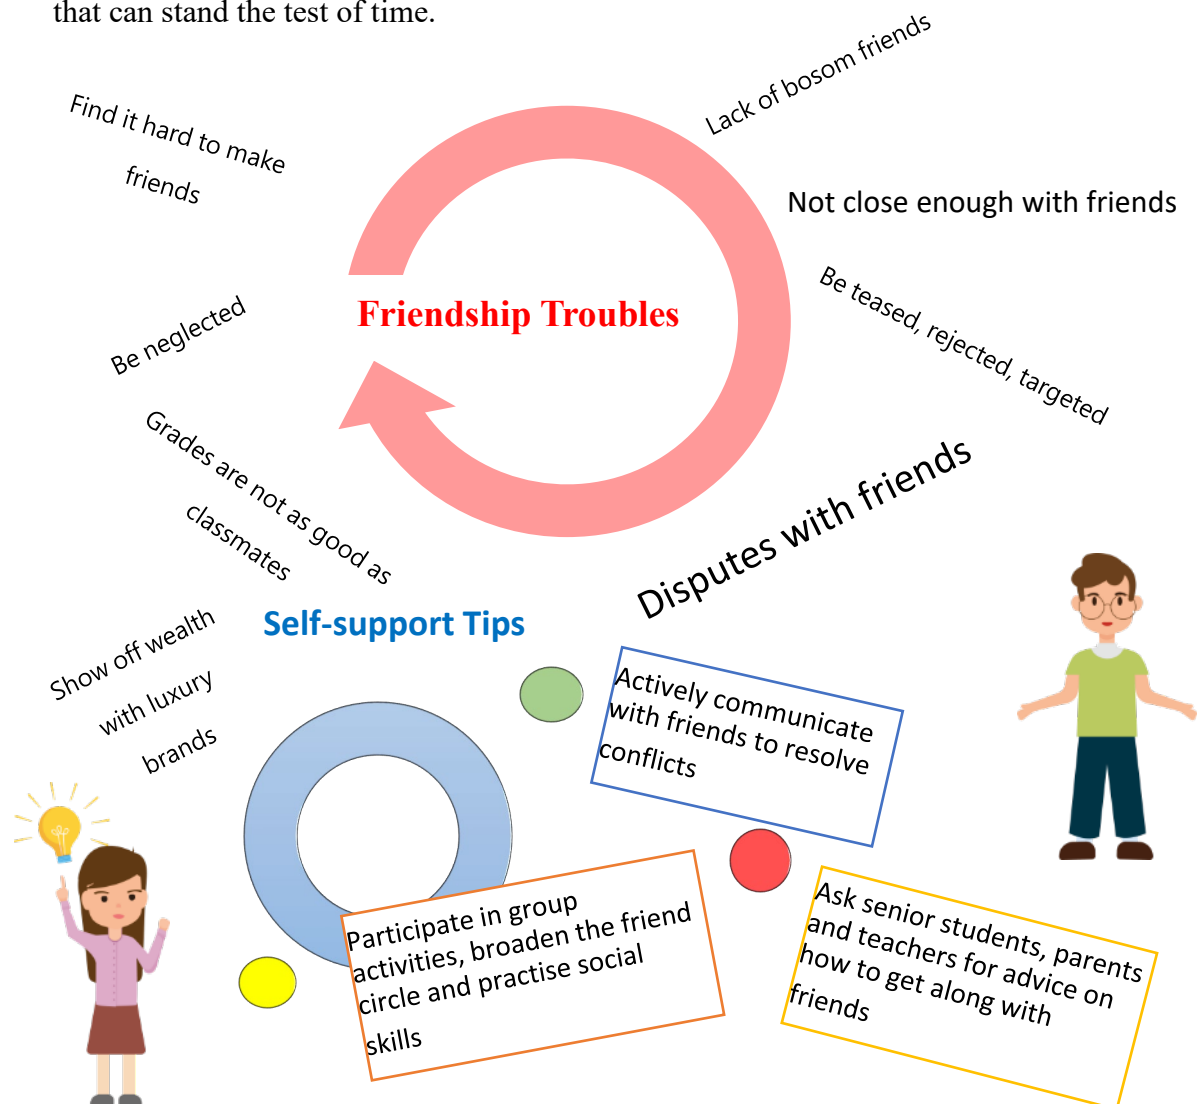 that can stand the test of time.
Lack of bosom friends
Find it hard to make
friends
Not close enough with friends
Be teased, rejected, targeted
Friendship Troubles
Be neglected
Grades are not as good as
classmates
Disputes with friends
Self-support Tips
Show off wealth
with luxury
brands
Actively communicate
with friends to resolve
conflicts
Participate in group
activities, broaden the friend
circle and practise social
skills
Ask senior students, parents
and teachers for advice on
how to get along with
friends